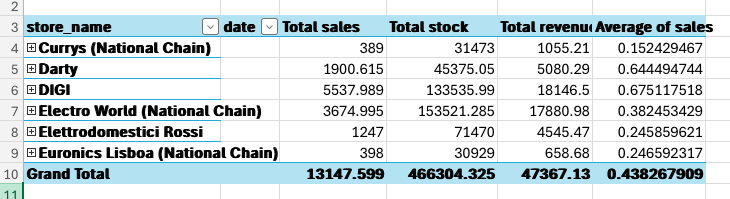 2
3 store_name date Total sales Total stock Total revenu Average of sales
4 Currys (National Chain) 389 31473 1055.21 0.152429467
5 Darty 1900.615 45375.05 5080.29 0.644494744
6 DIGI 5537.989 133535.99 18146.5 0.675117518
7 Electro World (National Chain) 3674.995 153521.285 17880.98 0.382453429
8 Elettrodomestici Rossi 1247 71470 4545.47 0.245859621
9 Euronics Lisboa (National Chain) 398 30929 658.68 0.246592317
10 Grand Total 13147.599 466304.325 47367.13 0.438267909
11